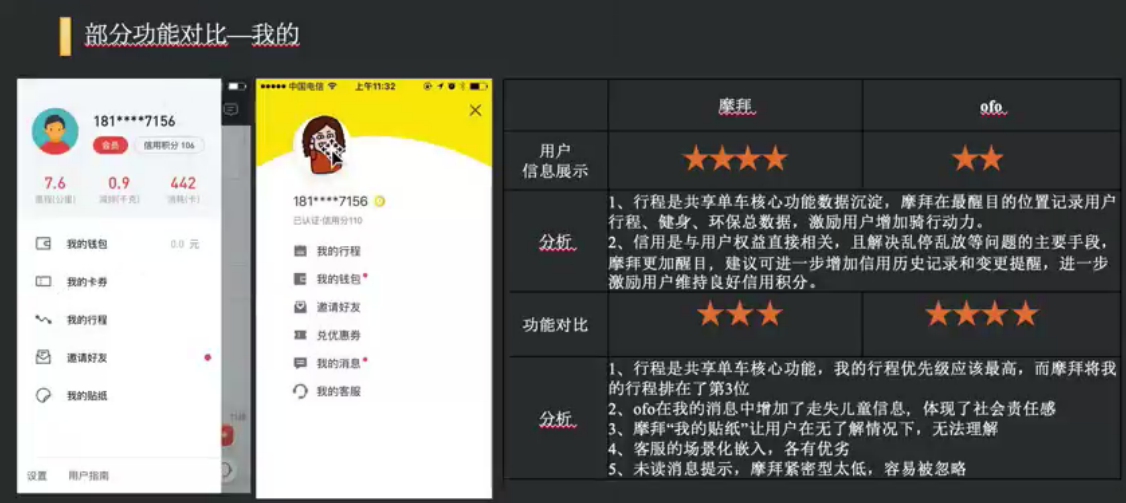 部分功能对比—我的
181****7156
会员
信用积分 106
7.6
0.9
442
减排(千克)
消耗(卡)
我的钱包
0.0 元
我的卡券
我的行程
邀请好友
我的贴纸
设置
用户指南
中国电信
上午11:32
181****7156
已认证·信用分110
我的行程
我的钱包
邀请好友
兑优惠券
我的消息
我的客服
摩拜
ofo
用户
信息展示
分析
1、行程是共享单车核心功能数据沉淀，摩拜在最醒目的位置记录用户
行程、健身、环保总数据，激励用户增加骑行动力。
2、信用是与用户权益直接相关，且解决乱停乱放等问题的主要手段，
摩拜更加醒目，建议可进一步增加信用历史记录和变更提醒，进一步
激励用户维持良好信用积分。
功能对比
分析
1、行程是共享单车核心功能，我的行程优先级应该最高，而摩拜将我
的行程排在了第3位
2、ofo在我的消息中增加了走失儿童信息，体现了社会责任感
3、摩拜“我的贴纸”让用户在无了解情况下，无法理解
4、客服的场景化嵌入，各有优劣
5、未读消息提示，摩拜紧密型太低，容易被忽略